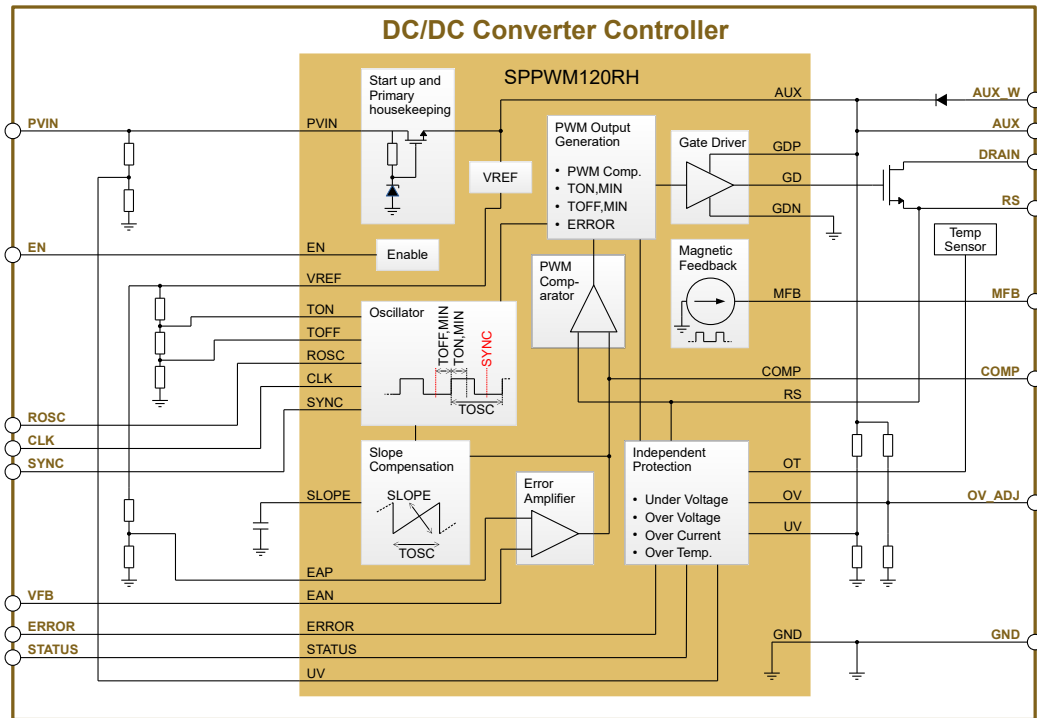 DC/DC Converter Controller
SPPWM120RH
Start up and
Primary
housekeeping
PVIN
PVIN
VREF
PWM Output
Generation
• PWM Comp.
• TON,MIN
• TOFF,MIN
• ERROR
Gate Driver
AUX
AUX_W
AUX
GDP
DRAIN
GD
RS
GDN
Temp
Sensor
EN
EN
Enable
VREF
PWM
Comp-
arator
Magnetic
Feedback
MFB
MFB
TON
TOFF
ROSC
CLK
SYNC
Oscillator
TOFF,MIN
TON,MIN
SYNC
TOSC
COMP
COMP
RS
ROSC
CLK
SYNC
Slope
Compensation
SLOPE
TOSC
SLOPE
Error
Amplifier
Independent
Protection
• Under Voltage
• Over Voltage
• Over Current
• Over Temp.
OT
OV
OV_ADJ
UV
EAP
VFB
EAN
ERROR
ERROR
STATUS
STATUS
UV
GND
GND